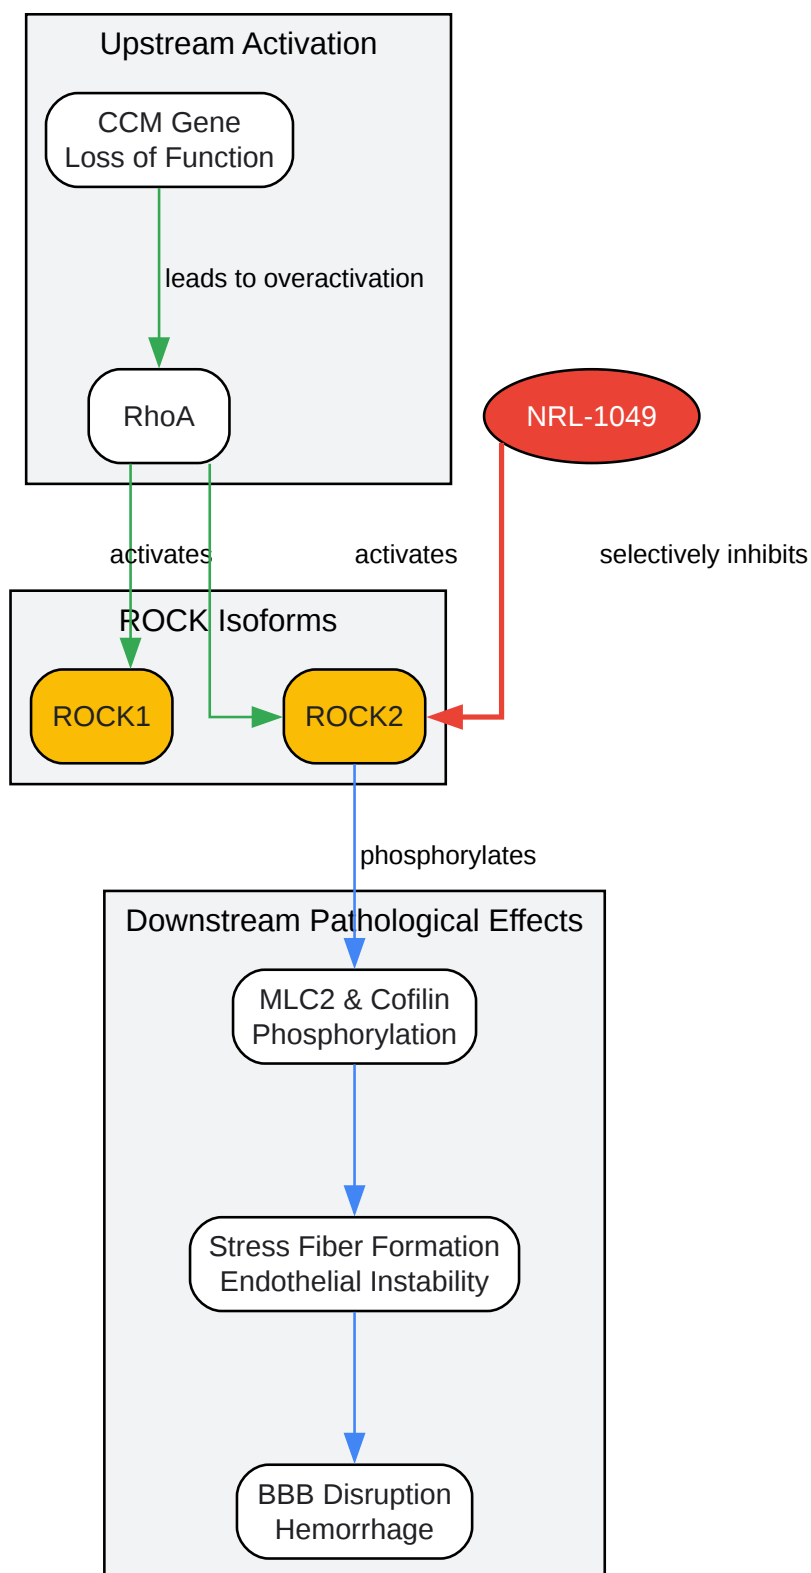 Upstream Activation
CCM Gene
Loss of Function
leads to overactivation
RhoA
NRL-1049
activates
activates
selectively inhibits
ROCK Isoforms
ROCK1
ROCK2
phosphorylates
Downstream Pathological Effects
MLC2 & Cofilin
Phosphorylation
Stress Fiber Formation
Endothelial Instability
BBB Disruption
Hemorrhage